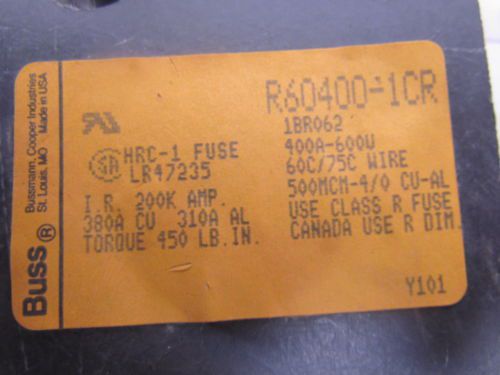 Buss®
Bussmann, Cooper Industries
St. Louis, MO Made in USA
R60400-1CR
1BR062
400A-600V
60C/75C WIRE
500MCM-4/0 CU-AL
USE CLASS R FUSE
CANADA USE R DIM.
HRC-1 FUSE
LR47235
I.R. 200K AMP.
380A CU 310A AL
TORQUE 450 LB.IN.
Y101